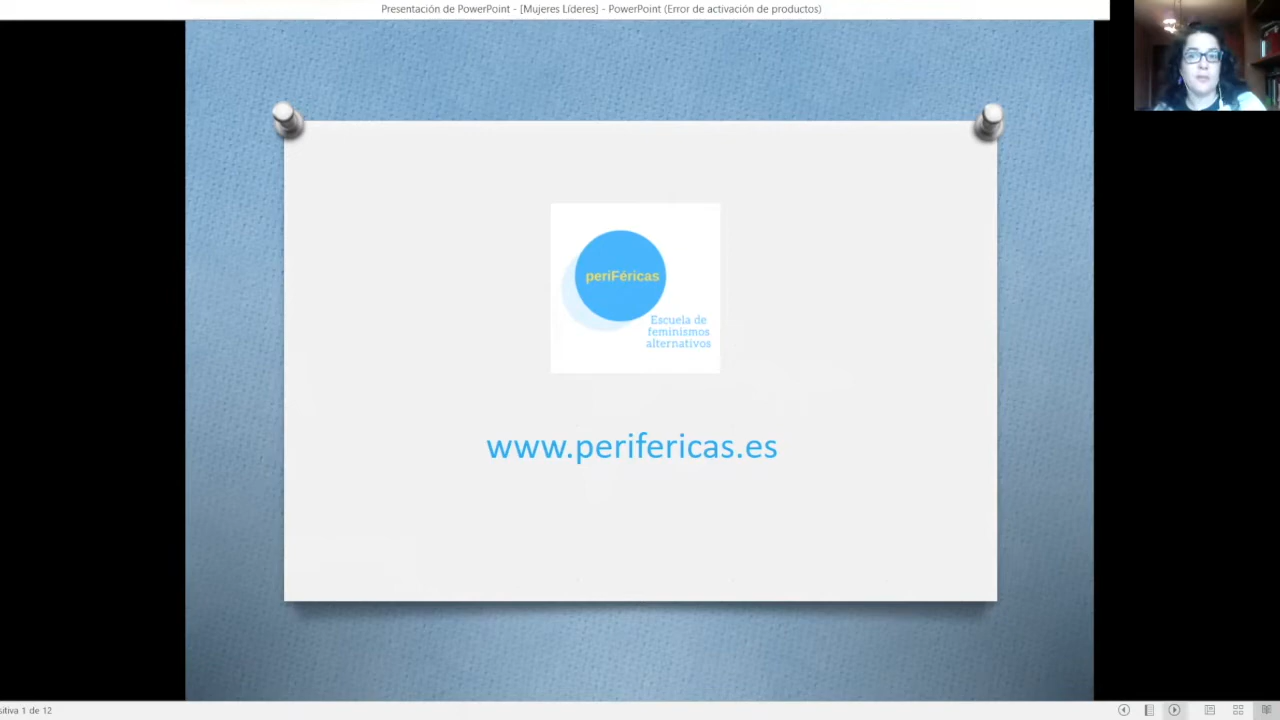 Presentación de PowerPoint - [Mujeres Líderes] - PowerPoint (Error de activación de productos)
periFéricas
Escuela de
feminismos
alternativos
www.perifericas.es
sitiva 1 de 12